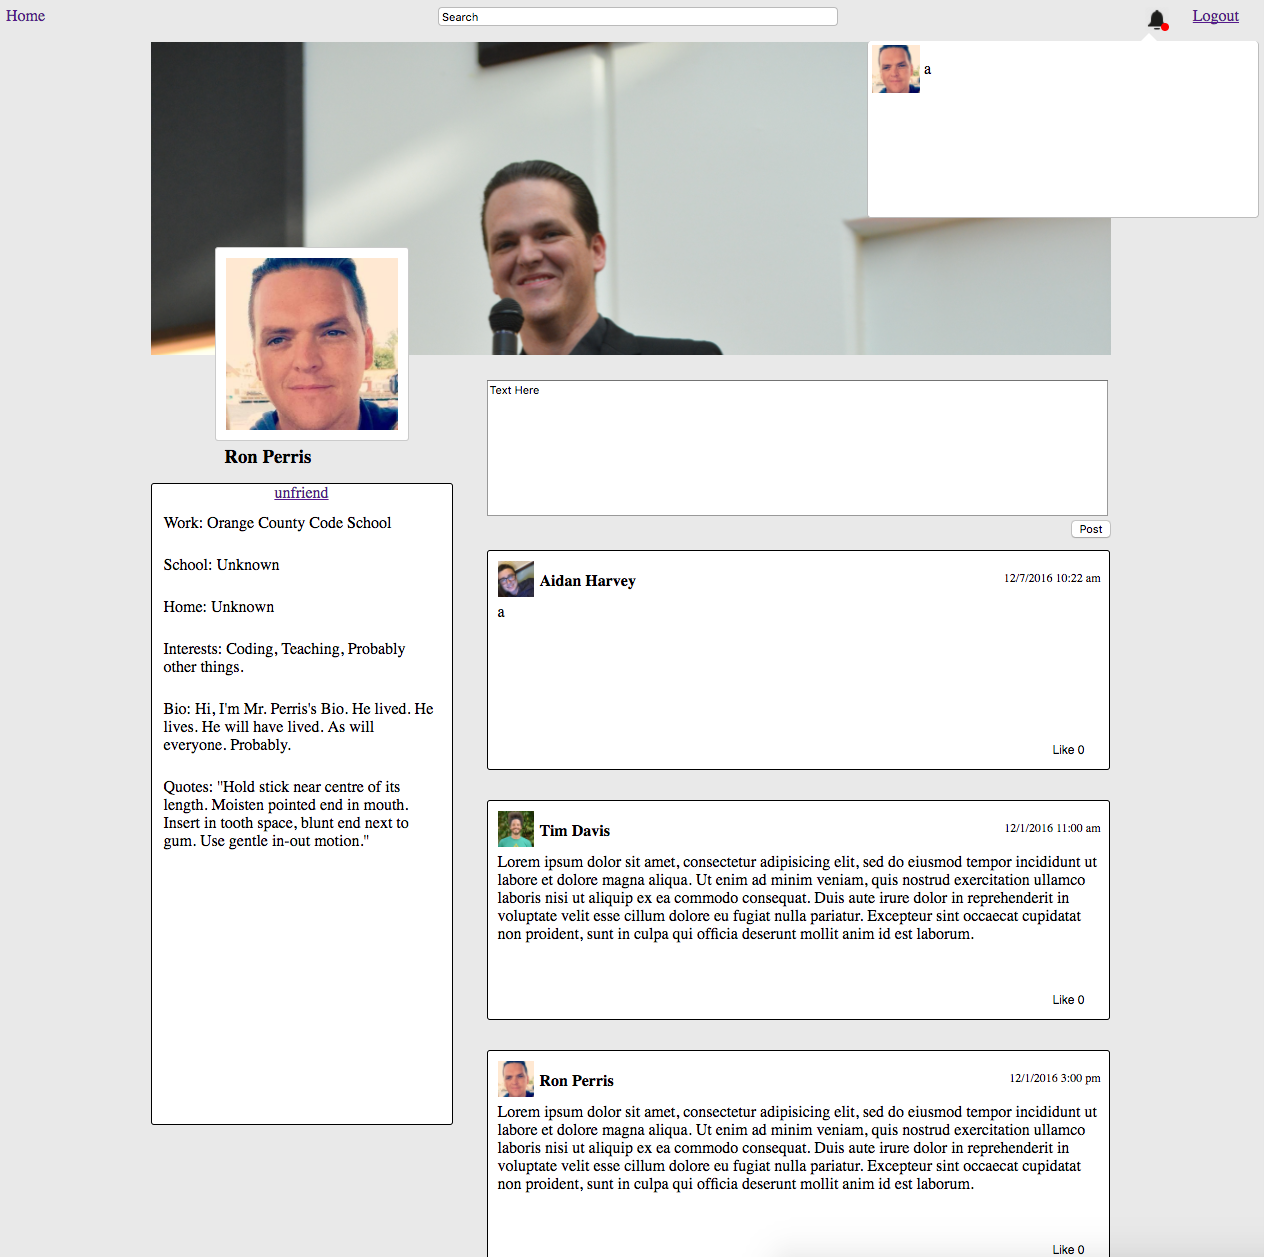 Home
Search
Logout
a
Text Here
Post
Ron Perris
unfriend
Work: Orange County Code School
School: Unknown
Home: Unknown
Interests: Coding, Teaching, Probably
other things.
Bio: Hi, I'm Mr. Perris's Bio. He lived. He
lives. He will have lived. As will
everyone. Probably.
Quotes: "Hold stick near centre of its
length. Moisten pointed end in mouth.
Insert in tooth space, blunt end next to
gum. Use gentle in-out motion."
Aidan Harvey
12/7/2016 10:22 am
a
Like 0
Tim Davis
12/1/2016 11:00 am
Lorem ipsum dolor sit amet, consectetur adipisicing elit, sed do eiusmod tempor incididunt ut
labore et dolore magna aliqua. Ut enim ad minim veniam, quis nostrud exercitation ullamco
laboris nisi ut aliquip ex ea commodo consequat. Duis aute irure dolor in reprehenderit in
voluptate velit esse cillum dolore eu fugiat nulla pariatur. Excepteur sint occaecat cupidatat
non proident, sunt in culpa qui officia deserunt mollit anim id est laborum.
Like 0
Ron Perris
12/1/2016 3:00 pm
Lorem ipsum dolor sit amet, consectetur adipisicing elit, sed do eiusmod tempor incididunt ut
labore et dolore magna aliqua. Ut enim ad minim veniam, quis nostrud exercitation ullamco
laboris nisi ut aliquip ex ea commodo consequat. Duis aute irure dolor in reprehenderit in
voluptate velit esse cillum dolore eu fugiat nulla pariatur. Excepteur sint occaecat cupidatat
non proident, sunt in culpa qui officia deserunt mollit anim id est laborum.
Like 0